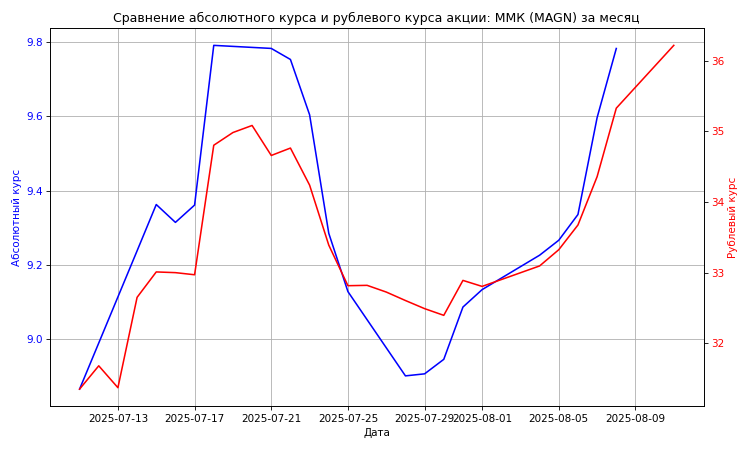 Сравнение абсолютного курса и рублевого курса акции: ММК (MAGN) за месяц
9.8
9.6
9.4
9.2
9.0
Абсолютный курс
36
35
34
33
32
Рублевый курс
2025-07-13 2025-07-17 2025-07-21 2025-07-25 2025-07-29 2025-08-01 2025-08-05 2025-08-09
Дата